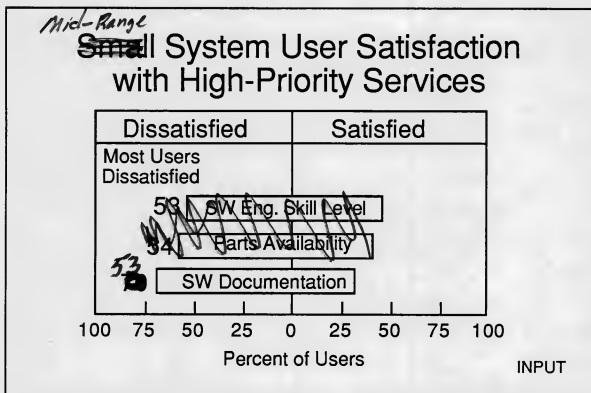 Mid-Range
Small System User Satisfaction
with High-Priority Services
Dissatisfied Satisfied
Most Users
Dissatisfied
53 SW Eng. Skill Level
54 Parts Availability
53 SW Documentation
100 75 50 25 0 25 50 75 100
Percent of Users
INPUT